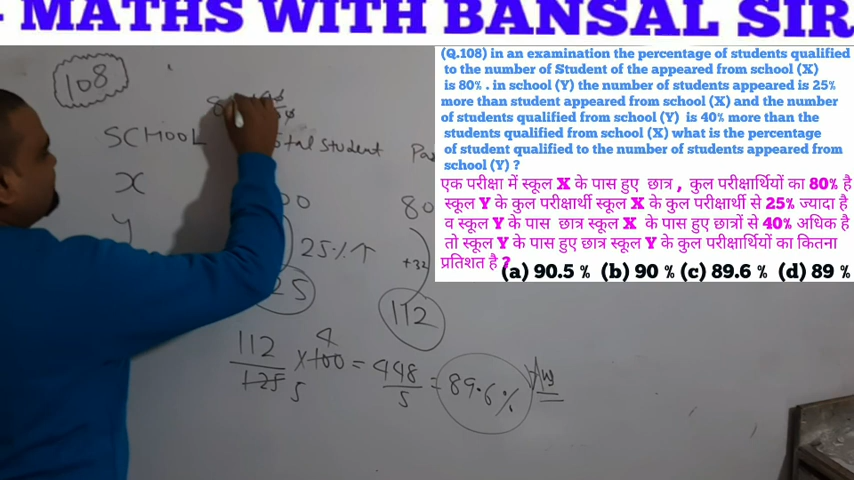 - MATHS WITH BANSAL SIR
(Q.108) in an examination the percentage of students qualified
to the number of Student of the appeared from school (X)
is 80% . in school (Y) the number of students appeared is 25%
more than student appeared from school (X) and the number
of students qualified from school (Y) is 40% more than the
students qualified from school (X) what is the percentage
of student qualified to the number of students appeared from
school (Y) ?
एक परीक्षा में स्कूल X के पास हुए छात्र , कुल परीक्षार्थियों का 80% है
स्कूल Y के कुल परीक्षार्थी स्कूल X के कुल परीक्षार्थी से 25% ज्यादा है
व स्कूल Y के पास छात्र स्कूल X के पास हुए छात्रों से 40% अधिक है
तो स्कूल Y के पास हुए छात्र स्कूल Y के कुल परीक्षार्थियों का कितना
प्रतिशत है ?
(a) 90.5 % (b) 90 % (c) 89.6 % (d) 89 %
108
SCHOOL Student
X 80
Y 25%↑ +32
112
112/125 × 100 = 448/5 = 89.6% Ans
4
5